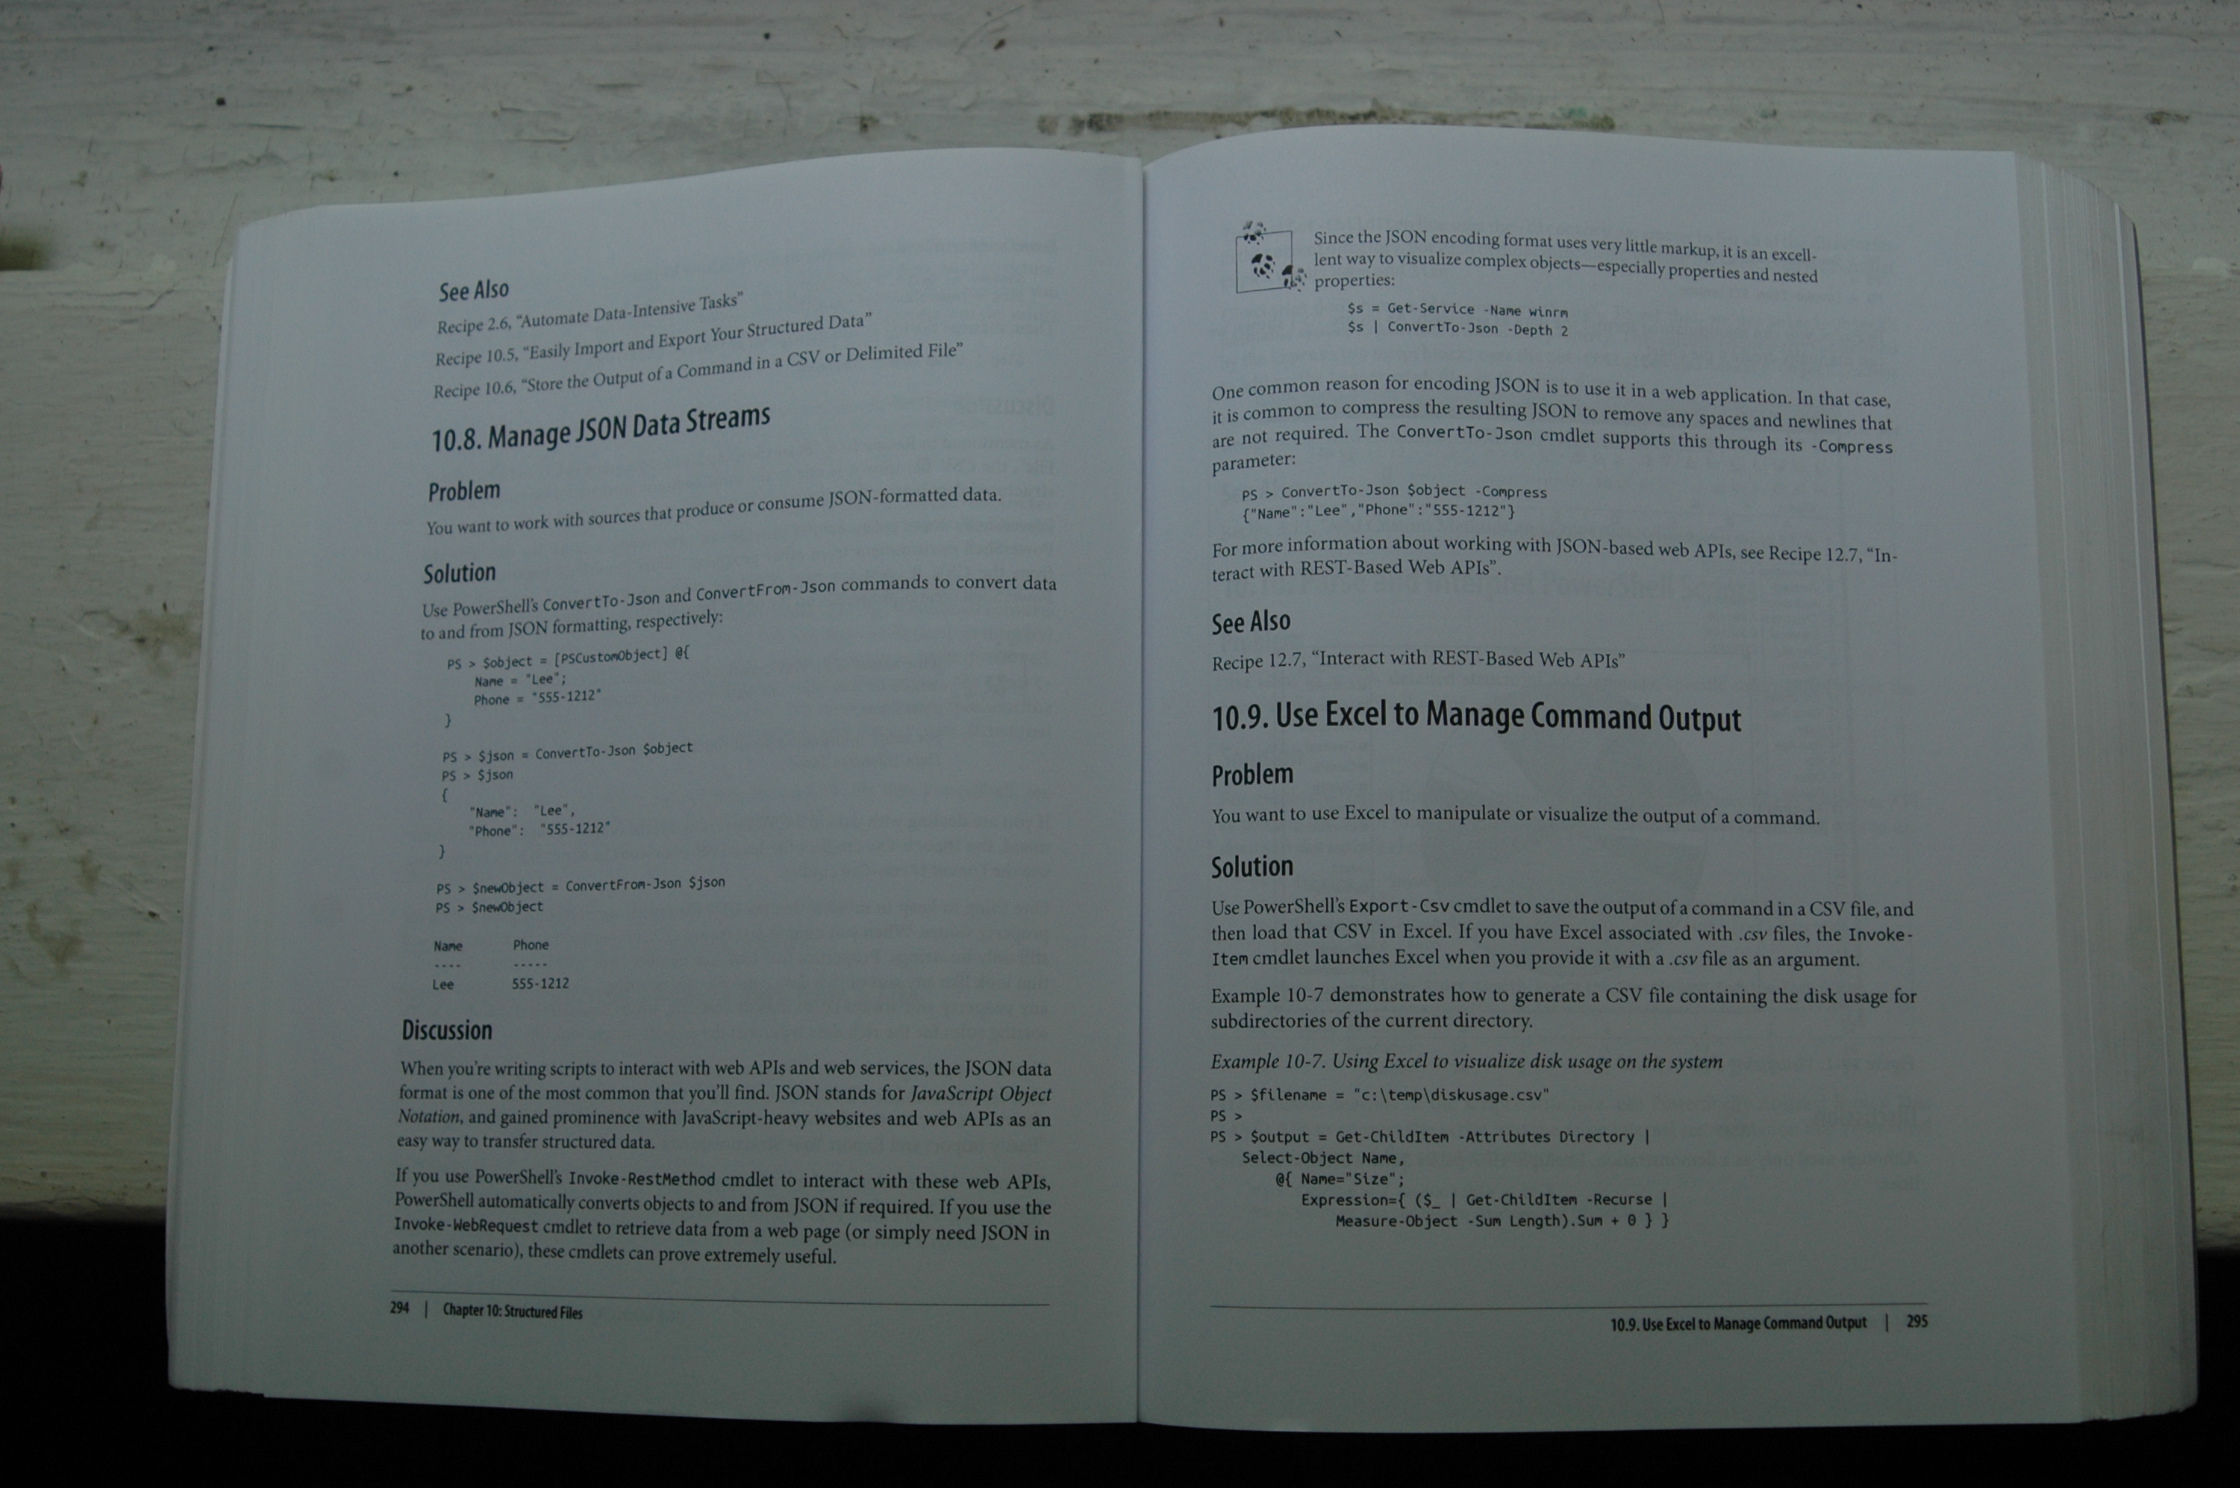 See Also
Recipe 2.6, “Automate Data-Intensive Tasks”
Recipe 10.5, “Easily Import and Export Your Structured Data”
Recipe 10.6, “Store the Output of a Command in a CSV or Delimited File”
10.8. Manage JSON Data Streams
Problem
You want to work with sources that produce or consume JSON-formatted data.
Solution
Use PowerShell’s ConvertTo-Json and ConvertFrom-Json commands to convert data
to and from JSON formatting, respectively:
PS > $object = [PSCustomObject] @{
Name = "Lee";
Phone = "555-1212"
}
PS > $json = ConvertTo-Json $object
PS > $json
{
"Name": "Lee",
"Phone": "555-1212"
}
PS > $newObject = ConvertFrom-Json $json
PS > $newObject
Name Phone
---- -----
Lee 555-1212
Discussion
When you’re writing scripts to interact with web APIs and web services, the JSON data
format is one of the most common that you’ll find. JSON stands for JavaScript Object
Notation, and gained prominence with JavaScript-heavy websites and web APIs as an
easy way to transfer structured data.
If you use PowerShell’s Invoke-RestMethod cmdlet to interact with these web APIs,
PowerShell automatically converts objects to and from JSON if required. If you use the
Invoke-WebRequest cmdlet to retrieve data from a web page (or simply need JSON in
another scenario), these cmdlets can prove extremely useful.
294 | Chapter 10: Structured Files
Since the JSON encoding format uses very little markup, it is an excel-
lent way to visualize complex objects—especially properties and nested
properties:
$s = Get-Service -Name winrm
$s | ConvertTo-Json -Depth 2
One common reason for encoding JSON is to use it in a web application. In that case,
it is common to compress the resulting JSON to remove any spaces and newlines that
are not required. The ConvertTo-Json cmdlet supports this through its -Compress
parameter:
PS > ConvertTo-Json $object -Compress
{"Name":"Lee","Phone":"555-1212"}
For more information about working with JSON-based web APIs, see Recipe 12.7, “In-
teract with REST-Based Web APIs”.
See Also
Recipe 12.7, “Interact with REST-Based Web APIs”
10.9. Use Excel to Manage Command Output
Problem
You want to use Excel to manipulate or visualize the output of a command.
Solution
Use PowerShell’s Export-Csv cmdlet to save the output of a command in a CSV file, and
then load that CSV in Excel. If you have Excel associated with .csv files, the Invoke-
Item cmdlet launches Excel when you provide it with a .csv file as an argument.
Example 10-7 demonstrates how to generate a CSV file containing the disk usage for
subdirectories of the current directory.
Example 10-7. Using Excel to visualize disk usage on the system
PS > $filename = "c:\temp\diskusage.csv"
PS >
PS > $output = Get-ChildItem -Attributes Directory |
Select-Object Name,
@{ Name="Size";
Expression={ ($_ | Get-ChildItem -Recurse |
Measure-Object -Sum Length).Sum + 0 } }
10.9. Use Excel to Manage Command Output | 295